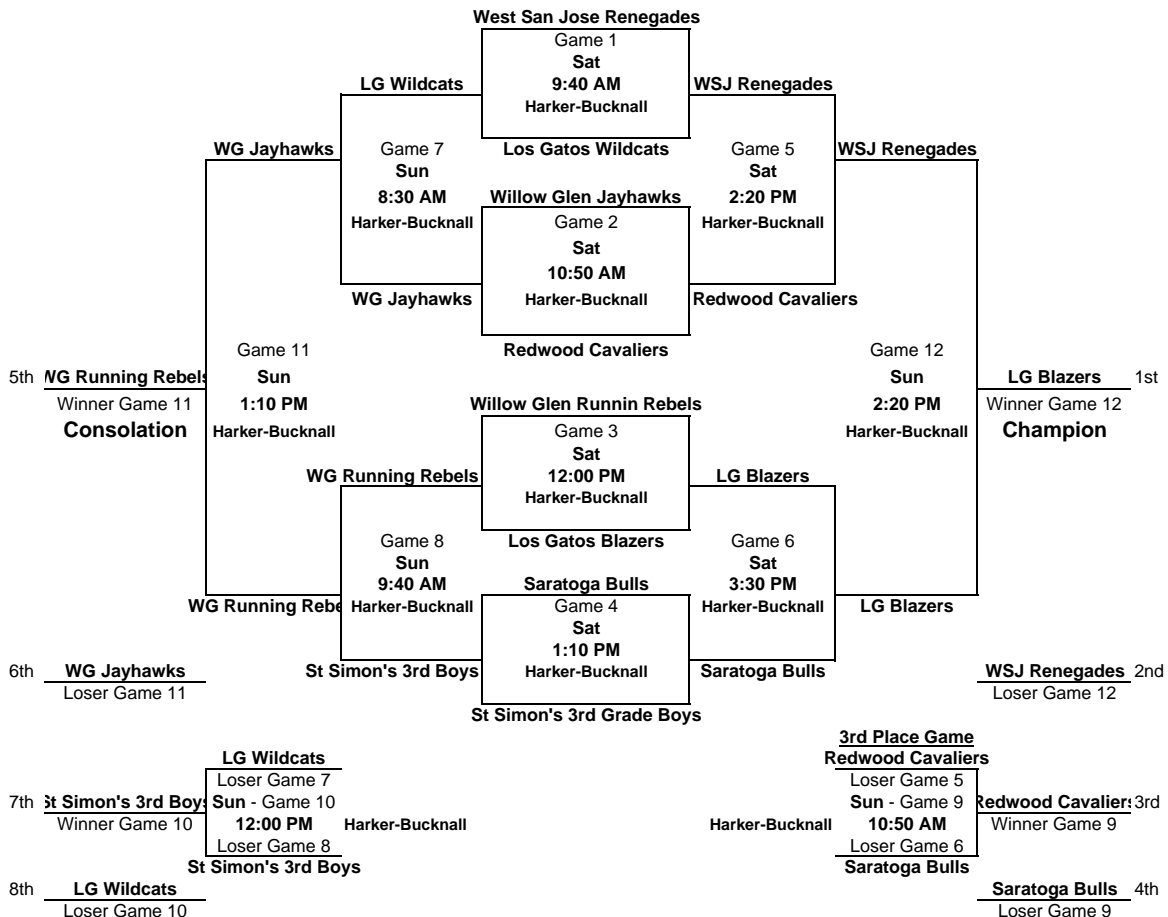 West San Jose Renegades
Game 1
Sat
LG Wildcats 9:40 AM WSJ Renegades
Harker-Bucknall
WG Jayhawks Game 7 Los Gatos Wildcats Game 5 WSJ Renegades
Sun Sat
8:30 AM Willow Glen Jayhawks 2:20 PM
Harker-Bucknall Game 2 Harker-Bucknall
Sat
10:50 AM
WG Jayhawks Harker-Bucknall Redwood Cavaliers
Game 11 Redwood Cavaliers Game 12
5th WG Running Rebels Sun Sun LG Blazers 1st
Winner Game 11 1:10 PM Willow Glen Runnin Rebels 2:20 PM Winner Game 12
Consolation Harker-Bucknall Game 3 Harker-Bucknall Champion
Sat
WG Running Rebels 12:00 PM LG Blazers
Harker-Bucknall
Game 8 Los Gatos Blazers Game 6
Sun Sat
9:40 AM Saratoga Bulls 3:30 PM
WG Running Rebe Harker-Bucknall Game 4 Harker-Bucknall LG Blazers
Sat
1:10 PM
6th WG Jayhawks St Simon's 3rd Boys Harker-Bucknall Saratoga Bulls WSJ Renegades 2nd
Loser Game 11 Loser Game 12
St Simon's 3rd Grade Boys
3rd Place Game
LG Wildcats Redwood Cavaliers
Loser Game 7 Loser Game 5
7th St Simon's 3rd Boys Sun - Game 10 Sun - Game 9 Redwood Cavaliers 3rd
Winner Game 10 12:00 PM Harker-Bucknall Harker-Bucknall 10:50 AM Winner Game 9
Loser Game 8 Loser Game 6
St Simon's 3rd Boys Saratoga Bulls
8th LG Wildcats Saratoga Bulls 4th
Loser Game 10 Loser Game 9